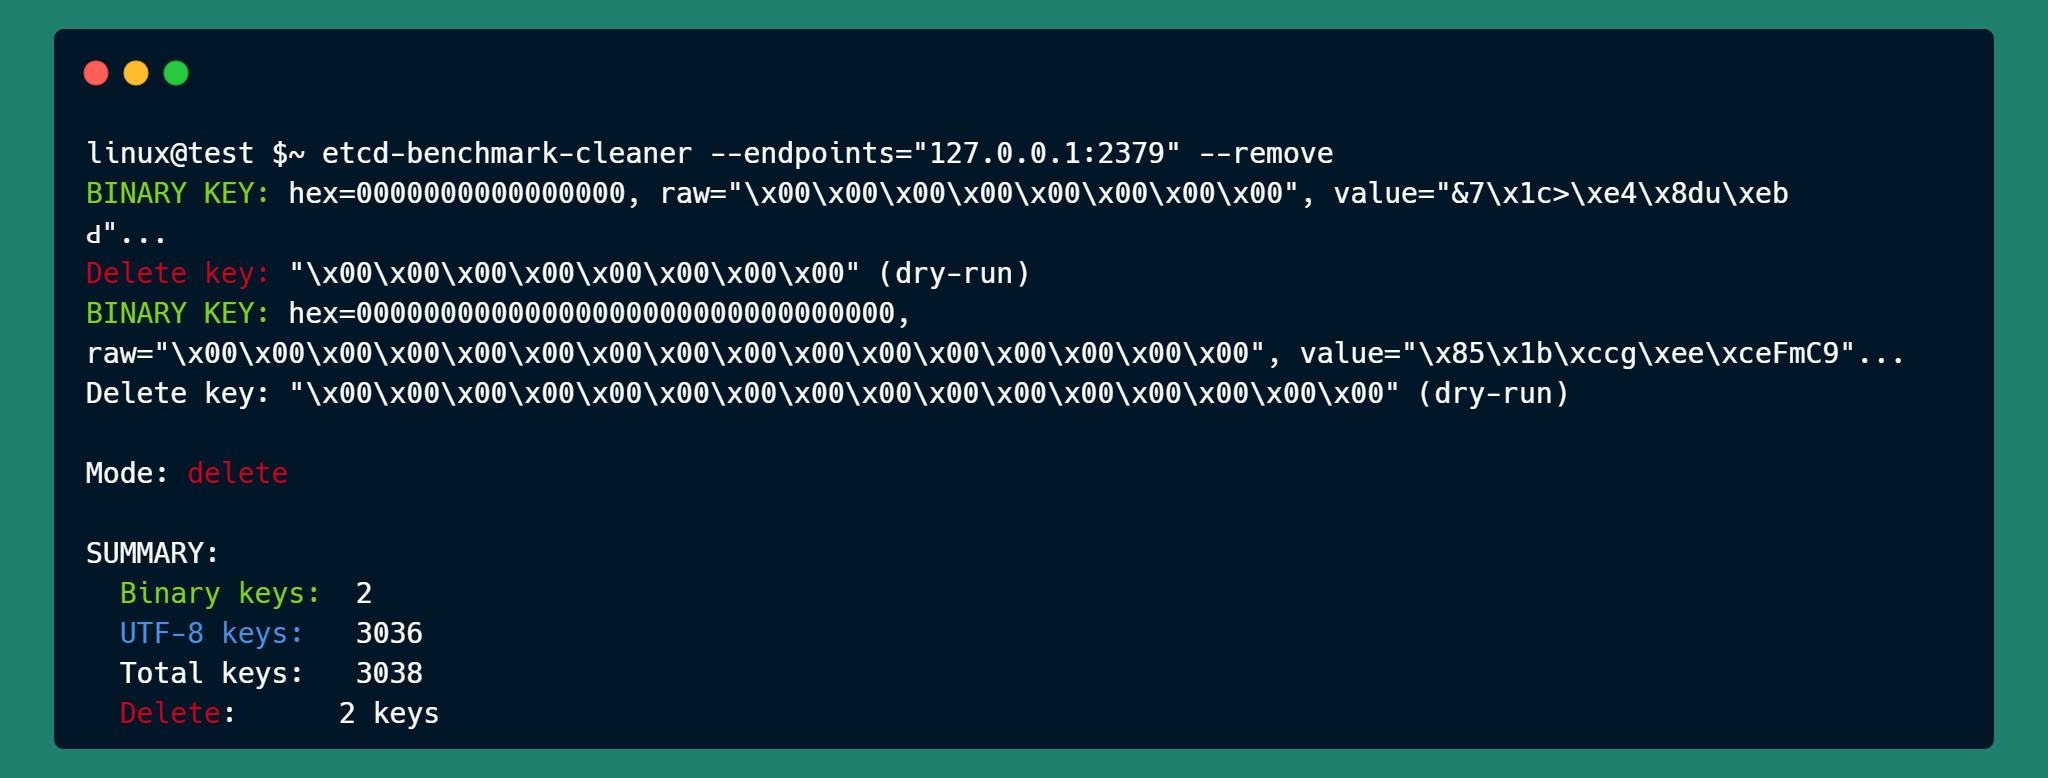 linux@test $~ etcd-benchmark-cleaner --endpoints="127.0.0.1:2379" --remove
BINARY KEY: hex=0000000000000000, raw="\x00\x00\x00\x00\x00\x00\x00\x00", value="&7\x1c>\xe4\x8du\xeb
d"...
Delete key: "\x00\x00\x00\x00\x00\x00\x00\x00" (dry-run)
BINARY KEY: hex=00000000000000000000000000000000,
raw="\x00\x00\x00\x00\x00\x00\x00\x00\x00\x00\x00\x00\x00\x00\x00\x00", value="\x85\x1b\xccg\xee\xceFmC9"...
Delete key: "\x00\x00\x00\x00\x00\x00\x00\x00\x00\x00\x00\x00\x00\x00\x00\x00" (dry-run)
Mode: delete
SUMMARY:
Binary keys: 2
UTF-8 keys: 3036
Total keys: 3038
Delete: 2 keys